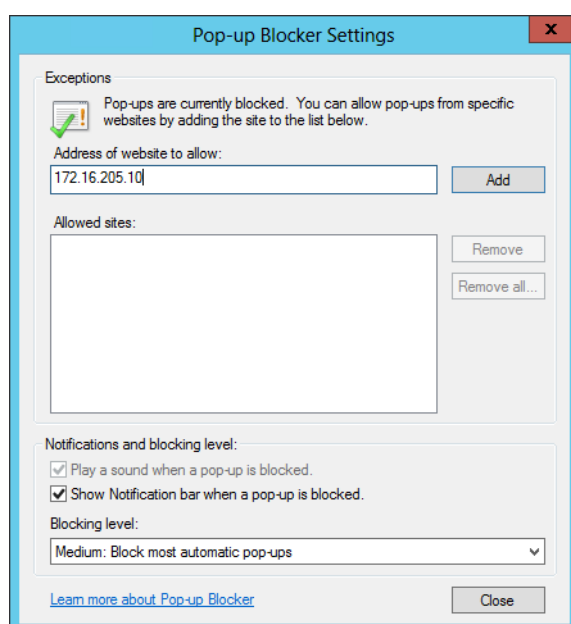 Pop-up Blocker Settings
x
Exceptions
Pop-ups are currently blocked. You can allow pop-ups from specific
websites by adding the site to the list below.
Address of website to allow:
172.16.205.10
Add
Allowed sites:
Remove
Remove all...
Notifications and blocking level:
Play a sound when a pop-up is blocked.
Show Notification bar when a pop-up is blocked.
Blocking level:
Medium: Block most automatic pop-ups
Learn more about Pop-up Blocker
Close